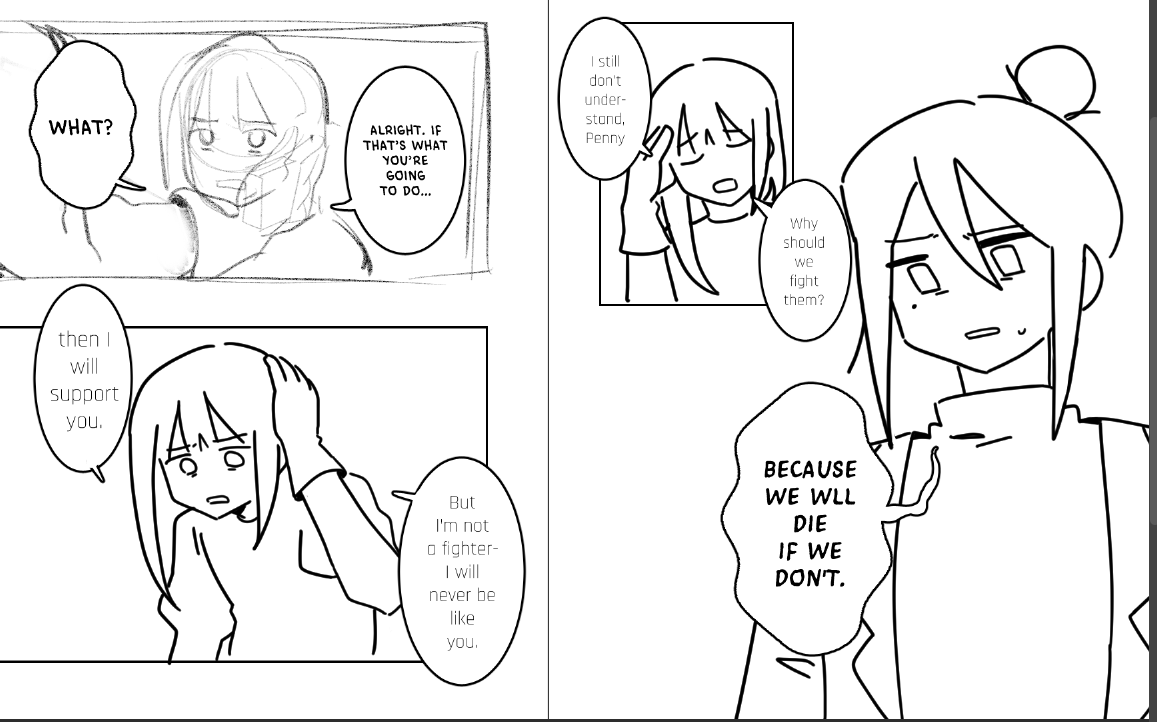 WHAT?
ALRIGHT. IF
THAT'S WHAT
YOU'RE
GOING
TO DO...
then I
will
support
you.
But
I'm not
a fighter-
I will
never be
like
you.
I still
don't
under-
stand,
Penny
Why
should
we
fight
them?
BECAUSE
WE WLL
DIE
IF WE
DON'T.